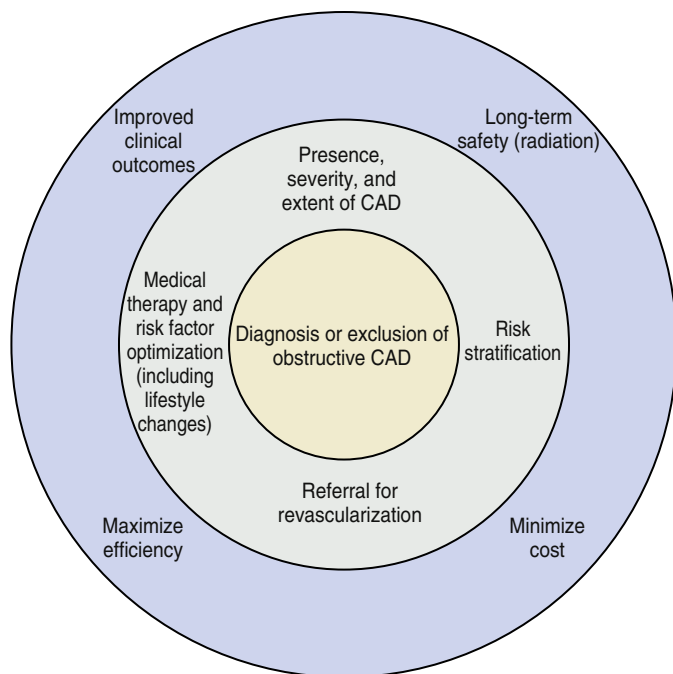 Improved
clinical
outcomes
Long-term
safety (radiation)
Presence,
severity, and
extent of CAD
Medical
therapy and
risk factor
optimization
(including
lifestyle
changes)
Diagnosis or exclusion of
obstructive CAD
Risk
stratification
Referral for
revascularization
Maximize
efficiency
Minimize
cost